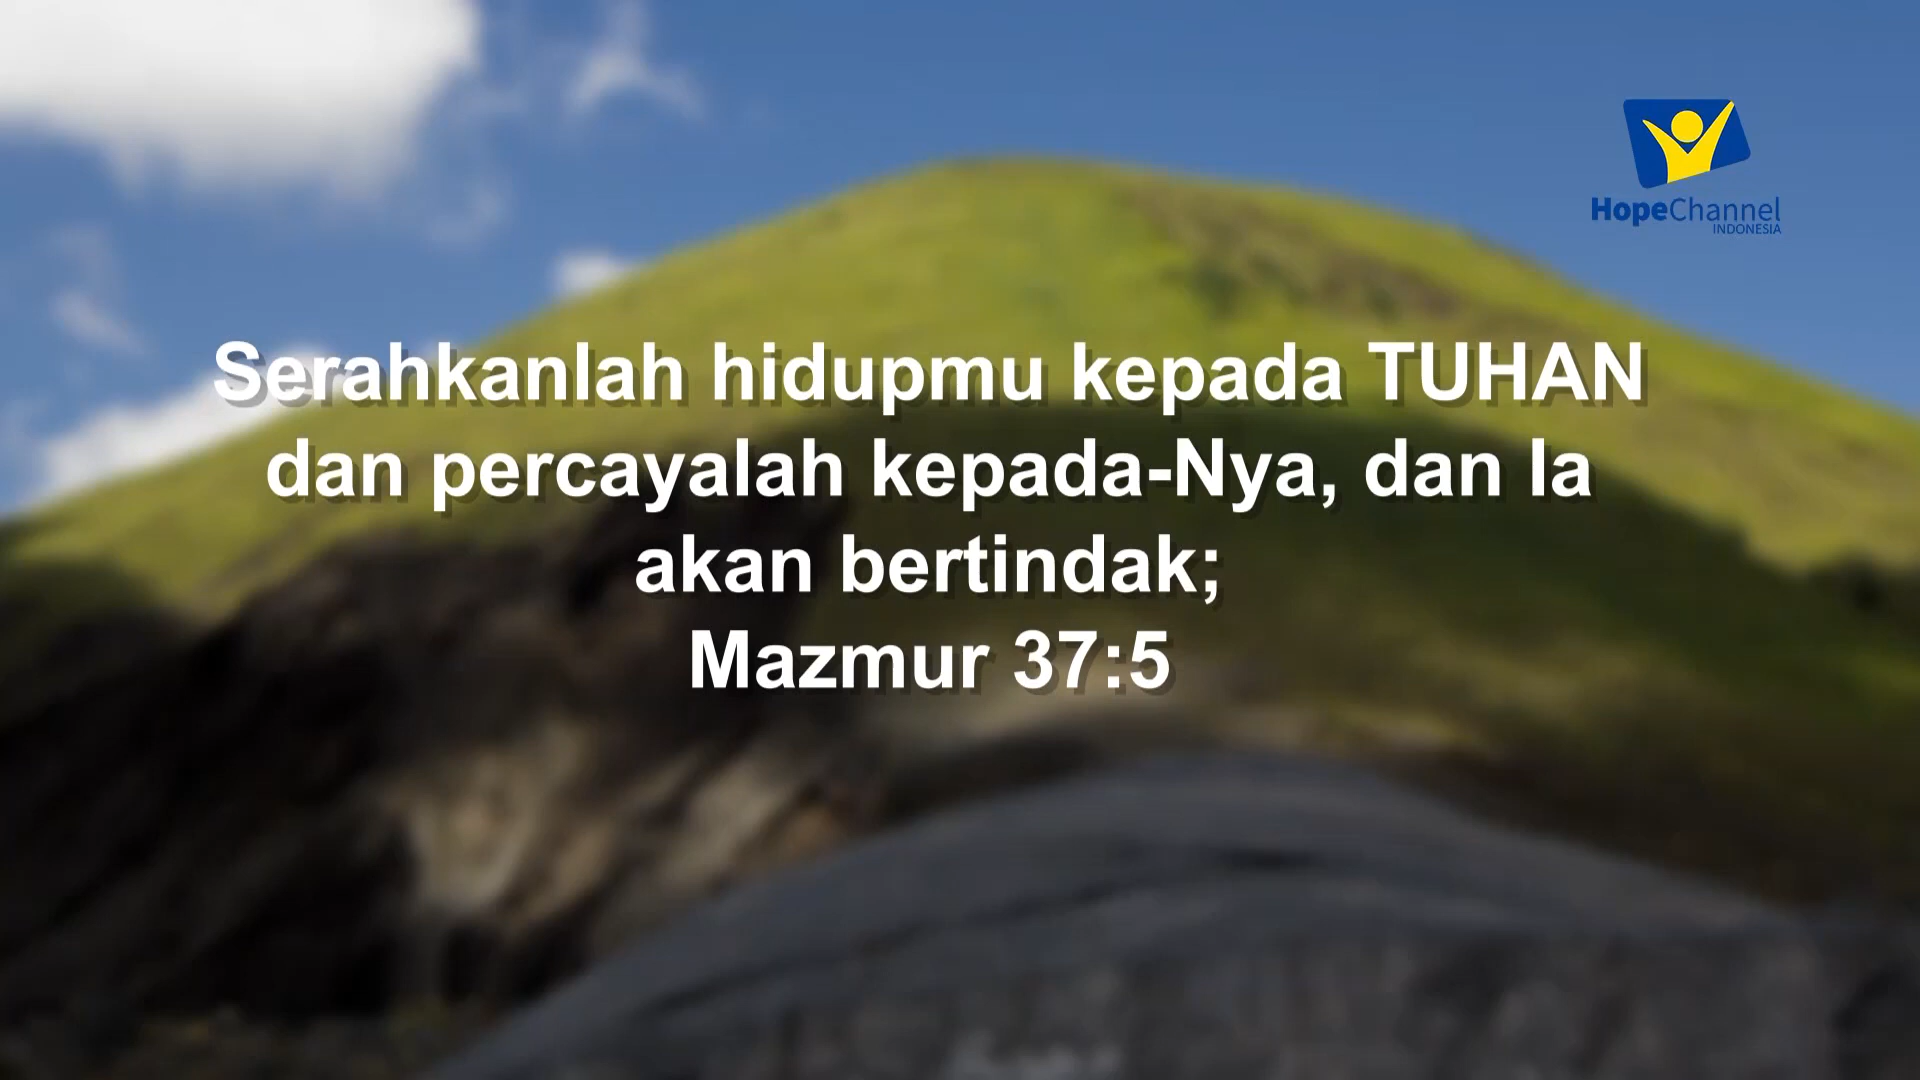 HopeChannel
INDONESIA
Serahkanlah hidupmu kepada TUHAN
dan percayalah kepada-Nya, dan Ia
akan bertindak;
Mazmur 37:5